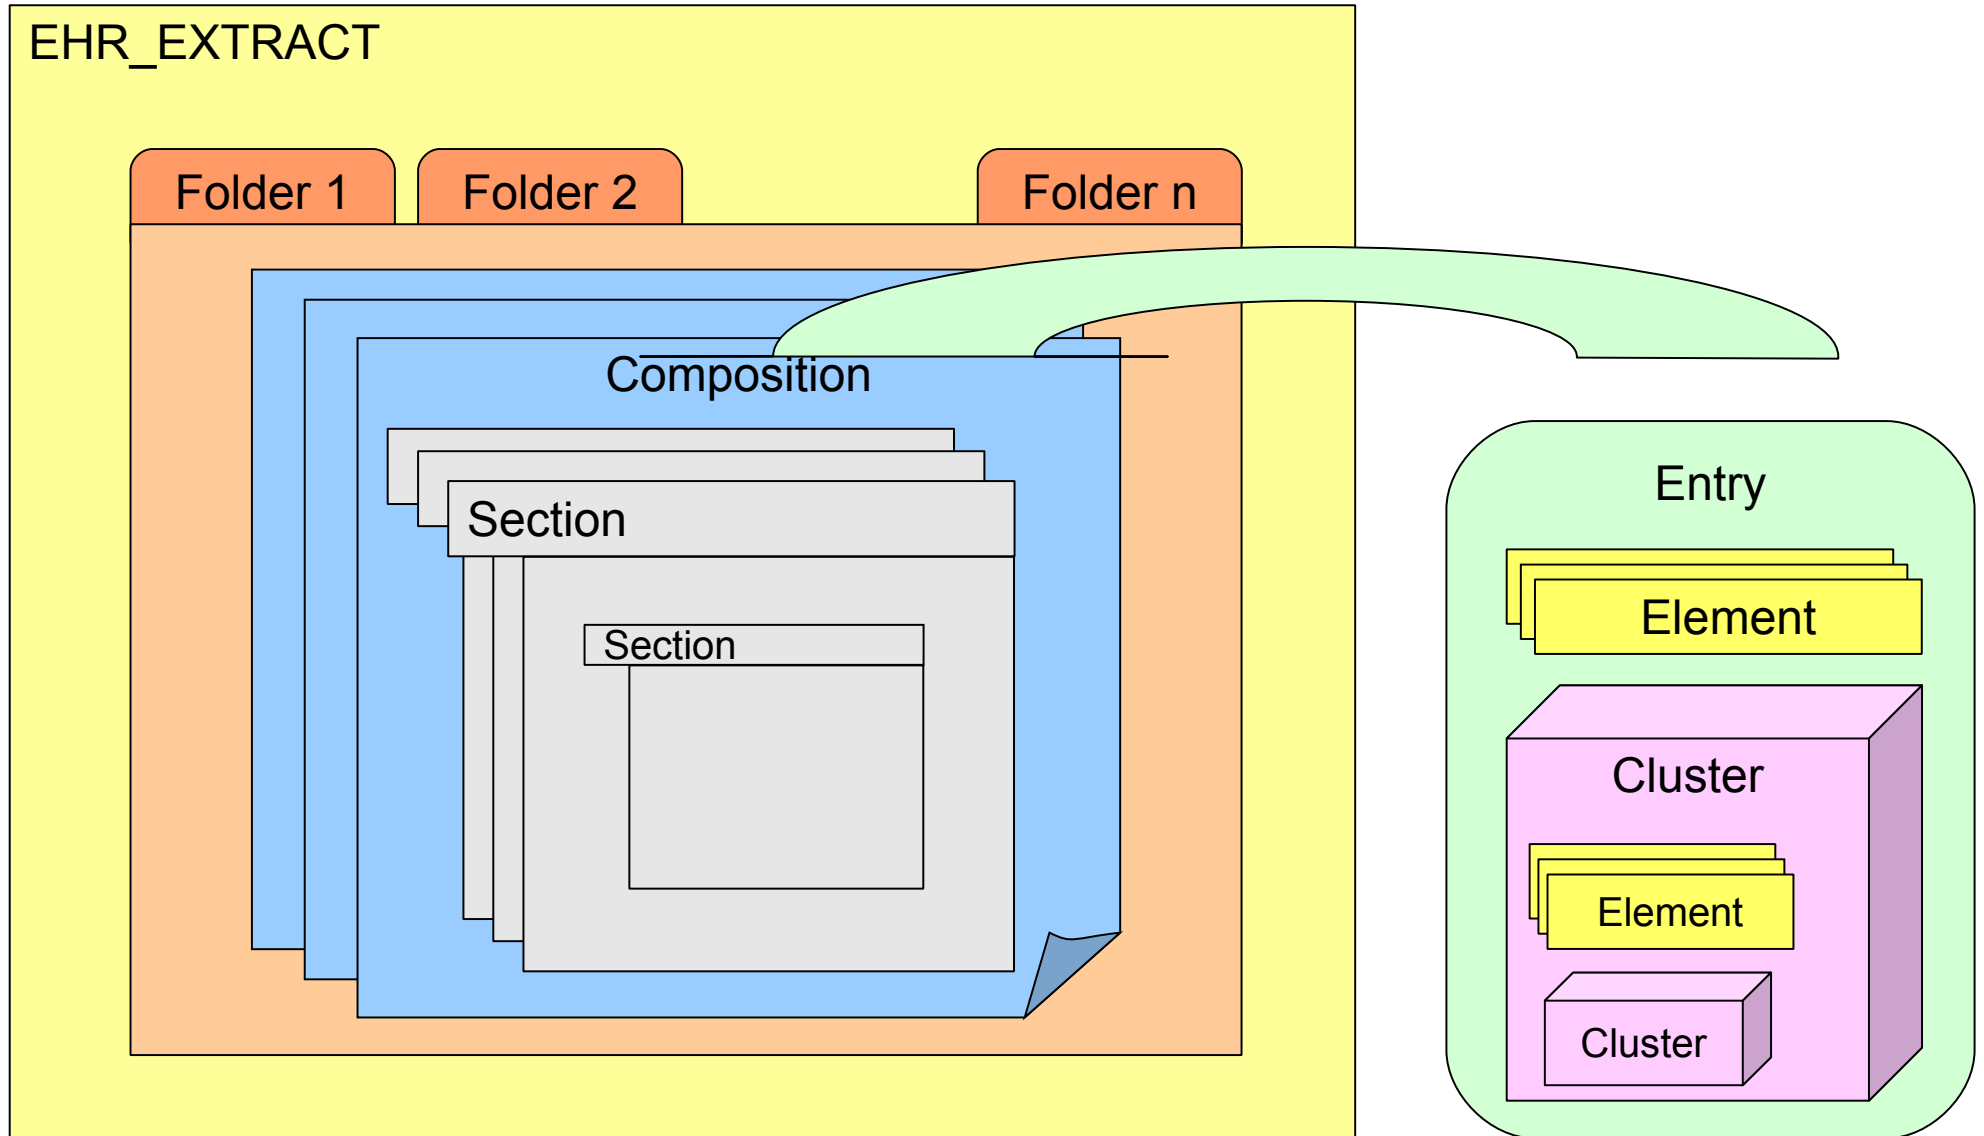 EHR_EXTRACT
Folder 1
Folder 2
Folder n
Composition
Section
Section
Entry
Element
Cluster
Element
Cluster